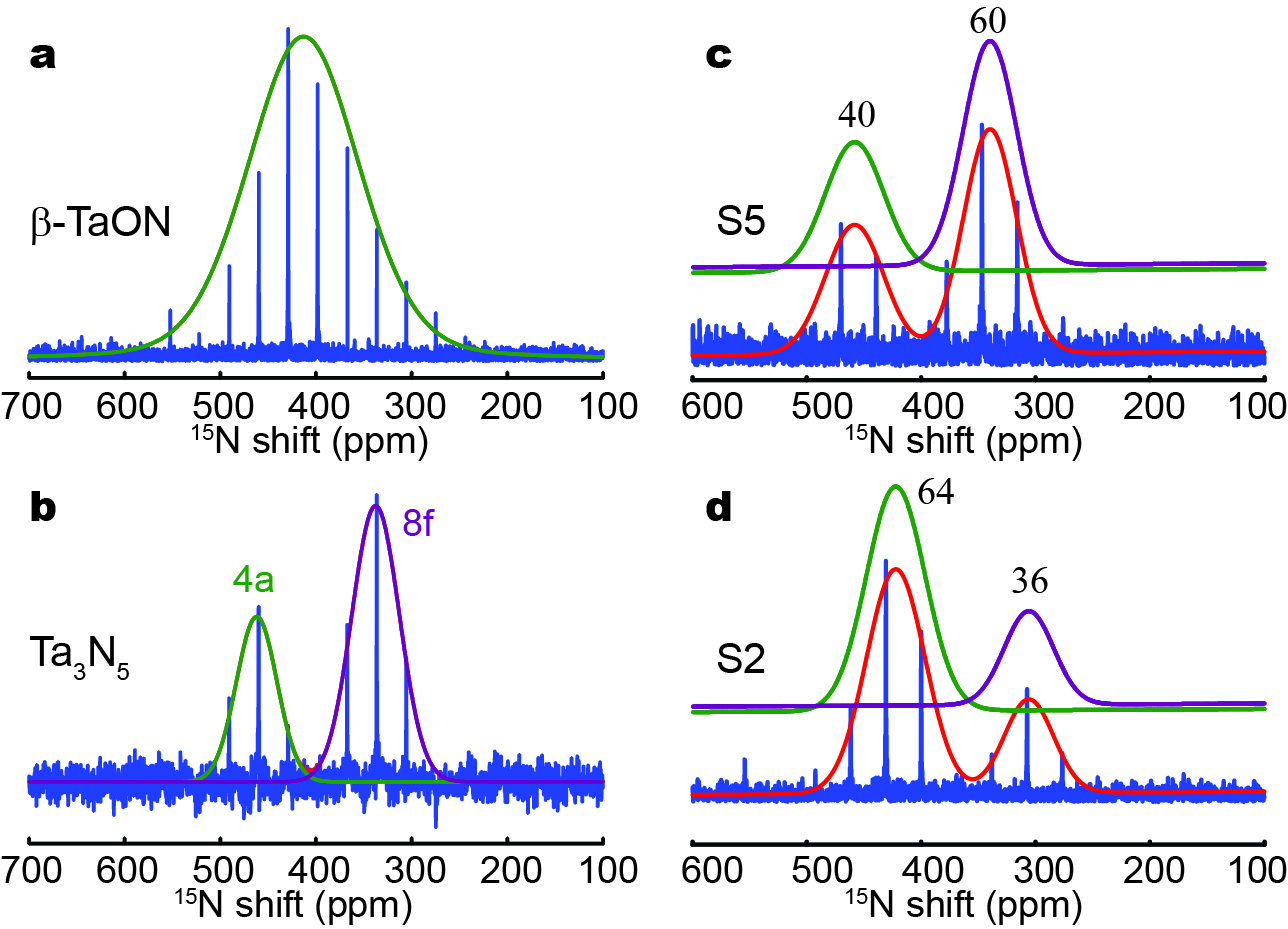 a
β-TaON
700 600 500 400 300 200 100
¹⁵N shift (ppm)
b
4a
8f
Ta₃N₅
700 600 500 400 300 200 100
¹⁵N shift (ppm)
c
60
40
S5
600 500 400 300 200 100
¹⁵N shift (ppm)
d
64
36
S2
600 500 400 300 200 100
¹⁵N shift (ppm)